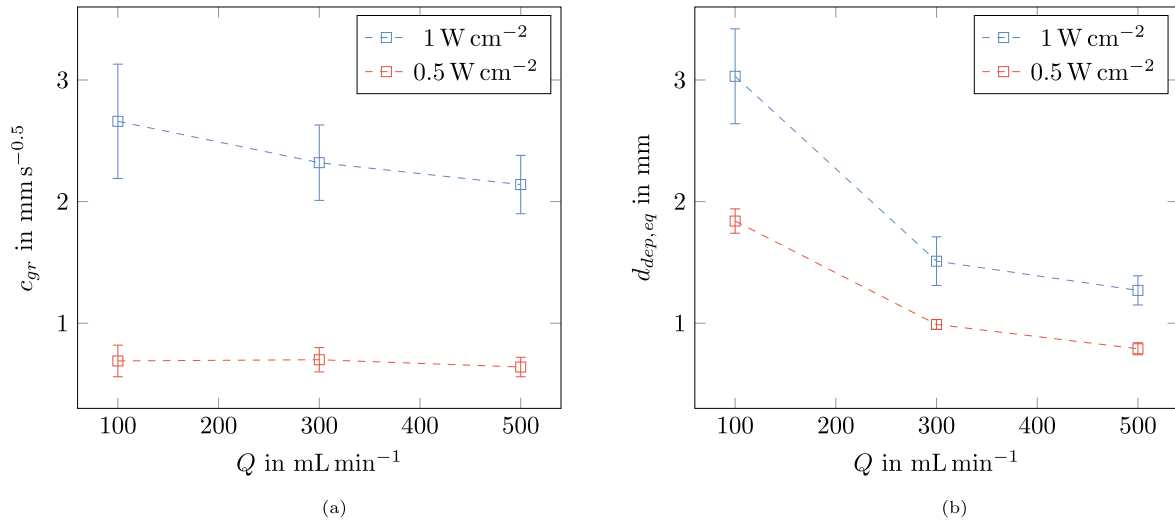 1 W cm⁻²
0.5 W cm⁻²
3
2
1
c_gr in mm s⁻⁰·⁵
100 200 300 400 500
Q in mL min⁻¹
(a)
1 W cm⁻²
0.5 W cm⁻²
3
2
1
d_dep,eq in mm
100 200 300 400 500
Q in mL min⁻¹
(b)